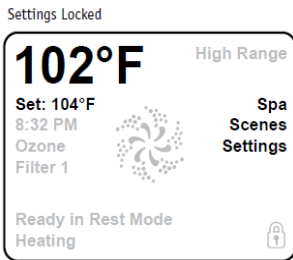 Settings Locked
102°F
High Range
Set: 104°F
Spa
8:32 PM
Scenes
Ozone
Settings
Filter 1
Ready in Rest Mode
Heating